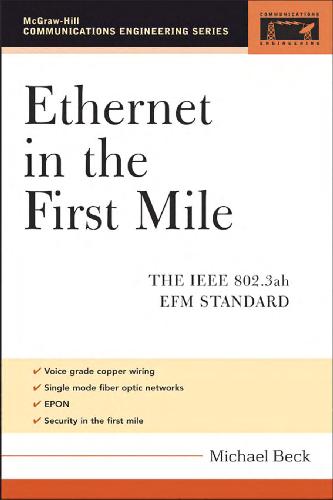 McGraw-Hill
COMMUNICATIONS ENGINEERING SERIES
COMMUNICATIONS
ENGINEERING
Ethernet
in the
First Mile
THE IEEE 802.3ah
EFM STANDARD
✓ Voice grade copper wiring
✓ Single mode fiber optic networks
✓ EPON
✓ Security in the first mile
Michael Beck